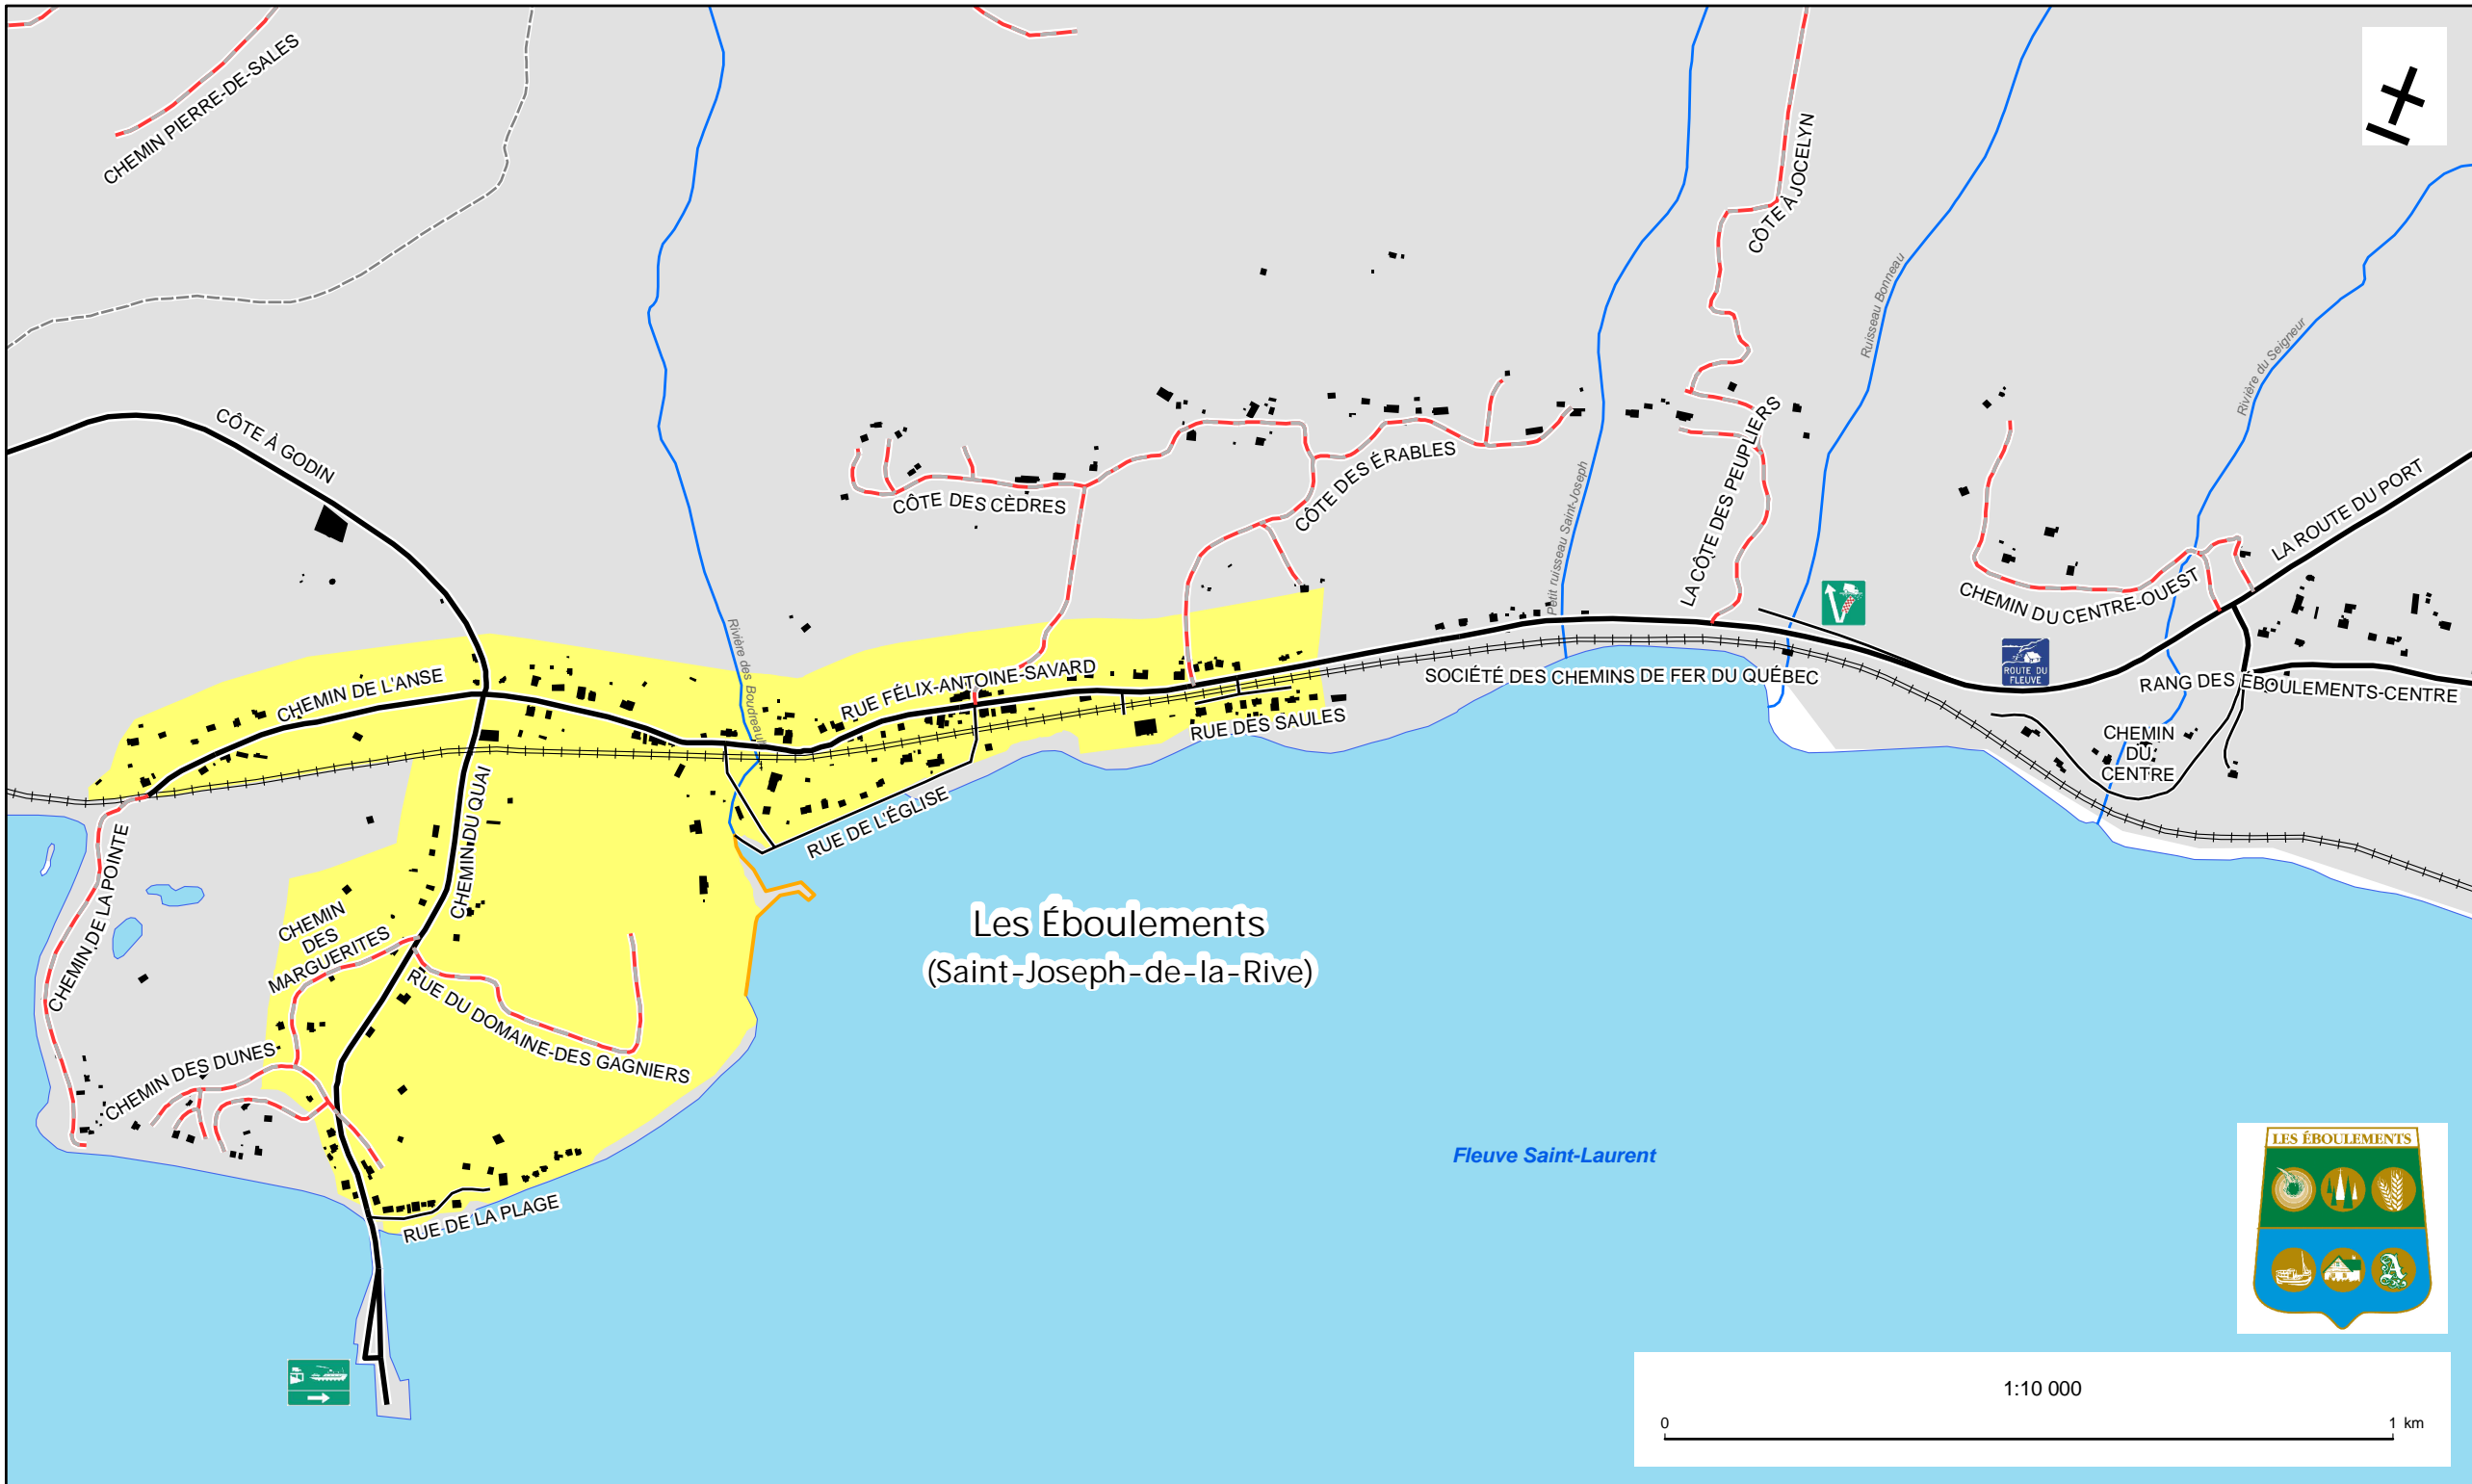 CHEMIN PIERRE-DE-SALES
CÔTE À JOCELYN
Ruisseau Bonneau
Rivière du Seigneur
CÔTE À GODIN
CÔTE DES CÈDRES
CÔTE DES ÉRABLES
Petit ruisseau Saint-Joseph
LA CÔTE DES PEUPLIERS
LA ROUTE DU PORT
CHEMIN DU CENTRE-OUEST
Rivière des Boudreault
ROUTE DU
FLEUVE
CHEMIN DE L'ANSE
RUE FÉLIX-ANTOINE-SAVARD
SOCIÉTÉ DES CHEMINS DE FER DU QUÉBEC
RANG DES ÉBOULEMENTS-CENTRE
RUE DES SAULES
CHEMIN
DU
CENTRE
CHEMIN DU QUAI
RUE DE L'ÉGLISE
CHEMIN DE LA POINTE
CHEMIN
DES
MARGUERITES
Les Éboulements
(Saint-Joseph-de-la-Rive)
RUE DU DOMAINE-DES GAGNIERS
CHEMIN DES DUNES
Fleuve Saint-Laurent
RUE DE LA PLAGE
LES ÉBOULEMENTS
A
1:10 000
0
1 km